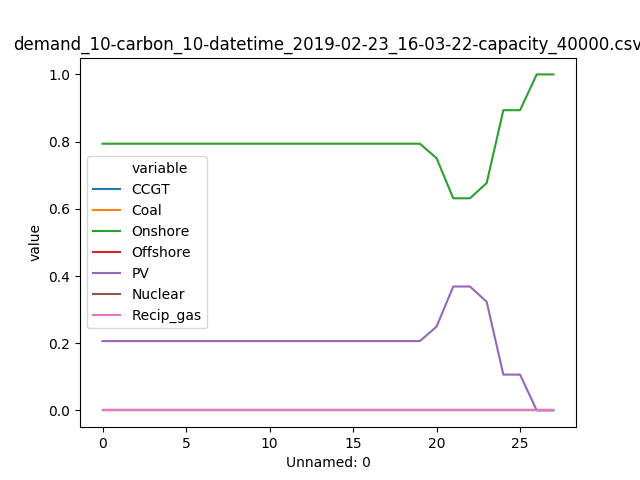 demand_10-carbon_10-datetime_2019-02-23_16-03-22-capacity_40000.csv
1.0
0.8
0.6
0.4
0.2
0.0
value
variable
CCGT
Coal
Onshore
Offshore
PV
Nuclear
Recip_gas
0 5 10 15 20 25
Unnamed: 0